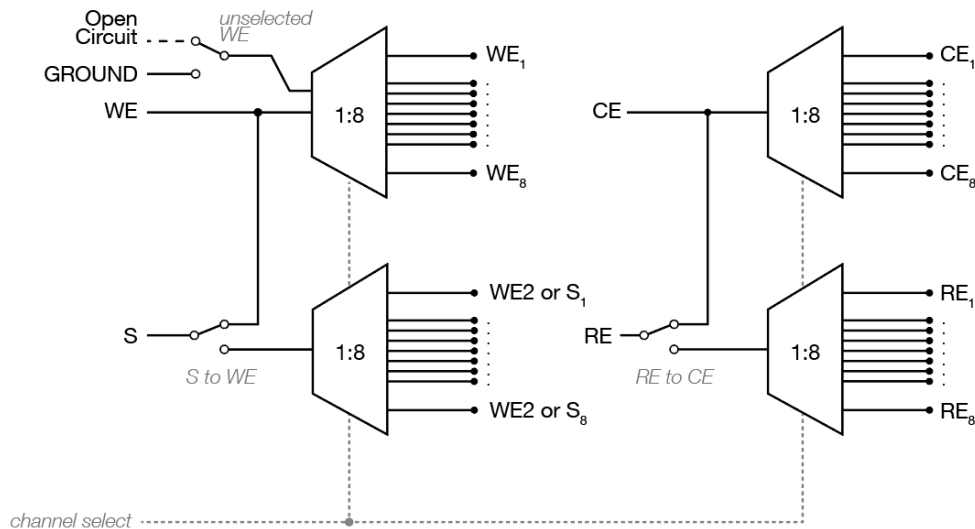 Open
Circuit
unselected
WE
GROUND
WE
1:8
WE₁
WE₈
CE
1:8
CE₁
CE₈
S
S to WE
1:8
WE2 or S₁
WE2 or S₈
RE
RE to CE
1:8
RE₁
RE₈
channel select